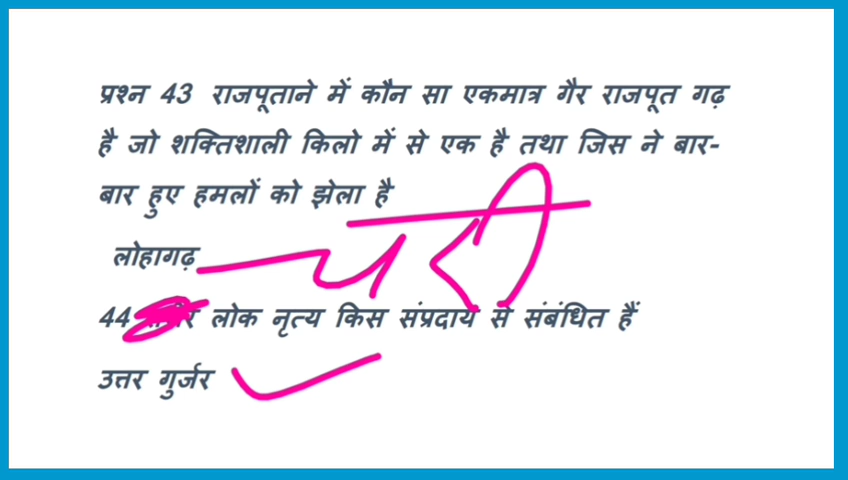 प्रश्न 43 राजपूताने में कौन सा एकमात्र गैर राजपूत गढ़
है जो शक्तिशाली किलो में से एक है तथा जिस ने बार-
बार हुए हमलों को झेला है
लोहागढ़
चरी
44 लोक नृत्य किस संप्रदाय से संबंधित हैं
उत्तर गुर्जर